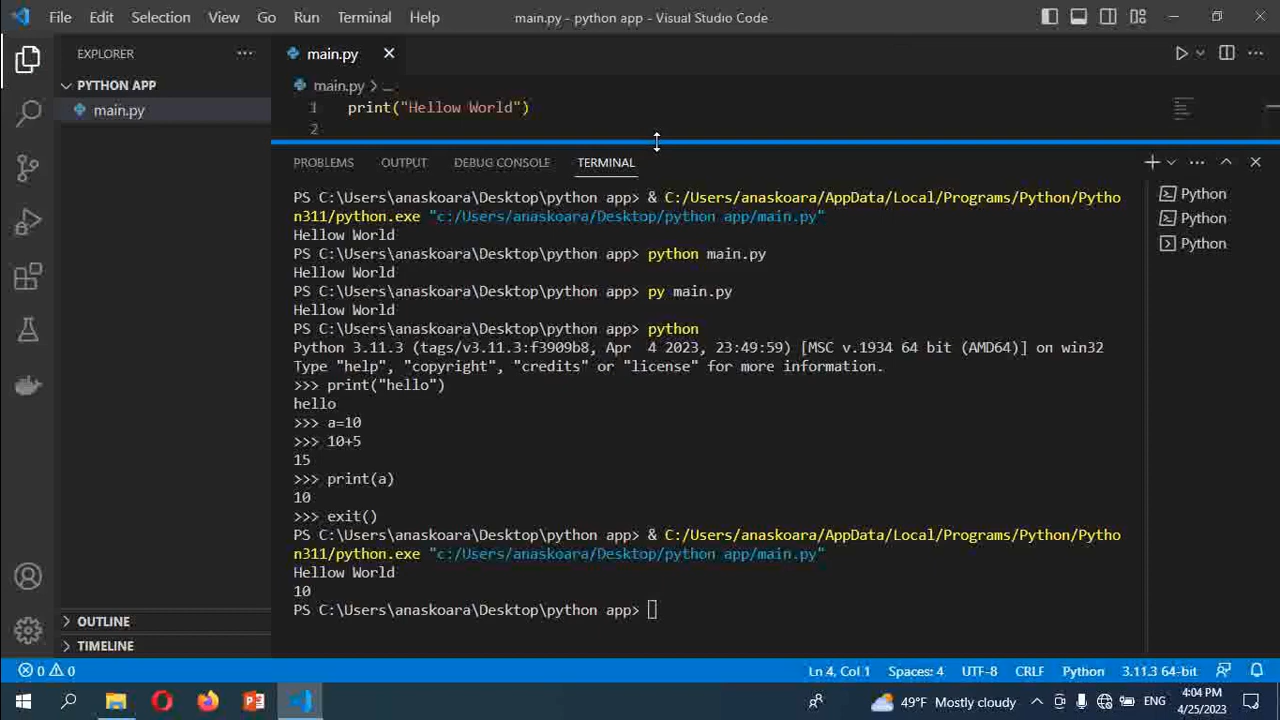 File Edit Selection View Go Run Terminal Help main.py - python app - Visual Studio Code
EXPLORER
PYTHON APP
main.py
OUTLINE
TIMELINE
main.py
main.py > ...
1 print("Hellow World")
2
PROBLEMS OUTPUT DEBUG CONSOLE TERMINAL
PS C:\Users\anaskoara\Desktop\python app> & C:/Users/anaskoara/AppData/Local/Programs/Python/Pytho
n311/python.exe "c:/Users/anaskoara/Desktop/python app/main.py"
Hellow World
PS C:\Users\anaskoara\Desktop\python app> python main.py
Hellow World
PS C:\Users\anaskoara\Desktop\python app> py main.py
Hellow World
PS C:\Users\anaskoara\Desktop\python app> python
Python 3.11.3 (tags/v3.11.3:f3909b8, Apr  4 2023, 23:49:59) [MSC v.1934 64 bit (AMD64)] on win32
Type "help", "copyright", "credits" or "license" for more information.
>>> print("hello")
hello
>>> a=10
>>> 10+5
15
>>> print(a)
10
>>> exit()
PS C:\Users\anaskoara\Desktop\python app> & C:/Users/anaskoara/AppData/Local/Programs/Python/Pytho
n311/python.exe "c:/Users/anaskoara/Desktop/python app/main.py"
Hellow World
10
PS C:\Users\anaskoara\Desktop\python app>
Python
Python
Python
0 0 Ln 4, Col 1 Spaces: 4 UTF-8 CRLF Python 3.11.3 64-bit
49°F Mostly cloudy ENG 4:04 PM
4/25/2023